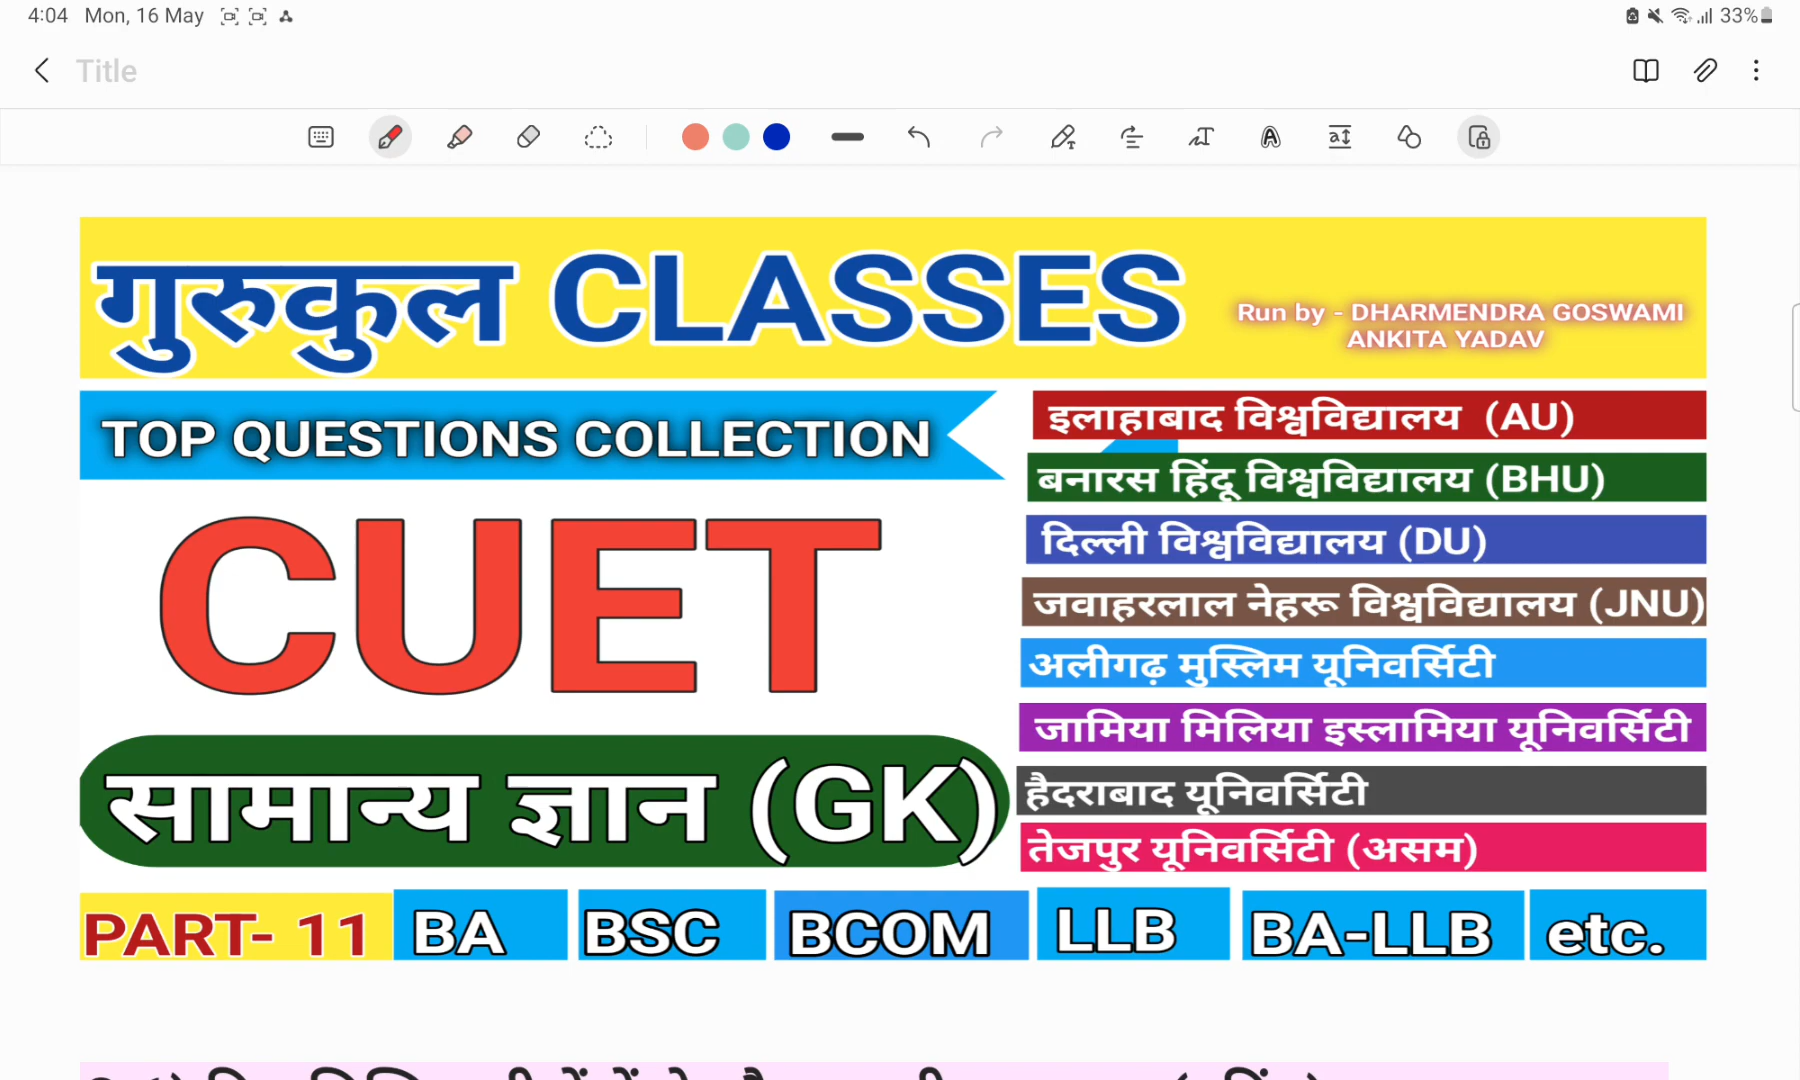 4:04 Mon, 16 May 33%
Title
गुरुकुल CLASSES
Run by - DHARMENDRA GOSWAMI
ANKITA YADAV
TOP QUESTIONS COLLECTION
CUET
सामान्य ज्ञान (GK)
इलाहाबाद विश्वविद्यालय (AU)
बनारस हिंदू विश्वविद्यालय (BHU)
दिल्ली विश्वविद्यालय (DU)
जवाहरलाल नेहरू विश्वविद्यालय (JNU)
अलीगढ़ मुस्लिम यूनिवर्सिटी
जामिया मिलिया इस्लामिया यूनिवर्सिटी
हैदराबाद यूनिवर्सिटी
तेजपुर यूनिवर्सिटी (असम)
PART- 11 BA BSC BCOM LLB BA-LLB etc.